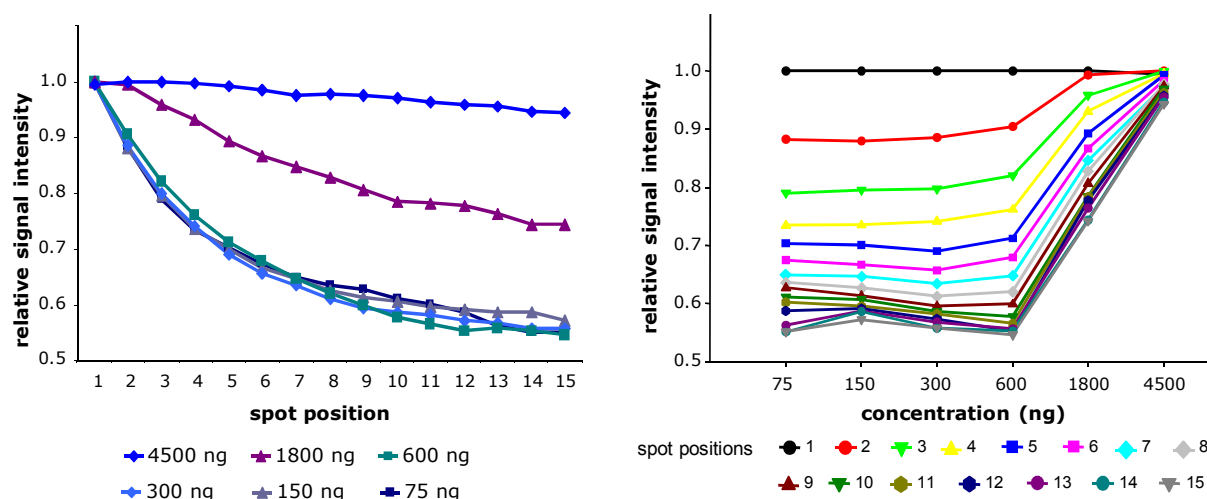 relative signal intensity
1.0
0.9
0.8
0.7
0.6
0.5
1 2 3 4 5 6 7 8 9 10 11 12 13 14 15
spot position
4500 ng 1800 ng 600 ng
300 ng 150 ng 75 ng
relative signal intensity
1.0
0.9
0.8
0.7
0.6
0.5
75 150 300 600 1800 4500
concentration (ng)
spot positions 1 2 3 4 5 6 7 8
9 10 11 12 13 14 15